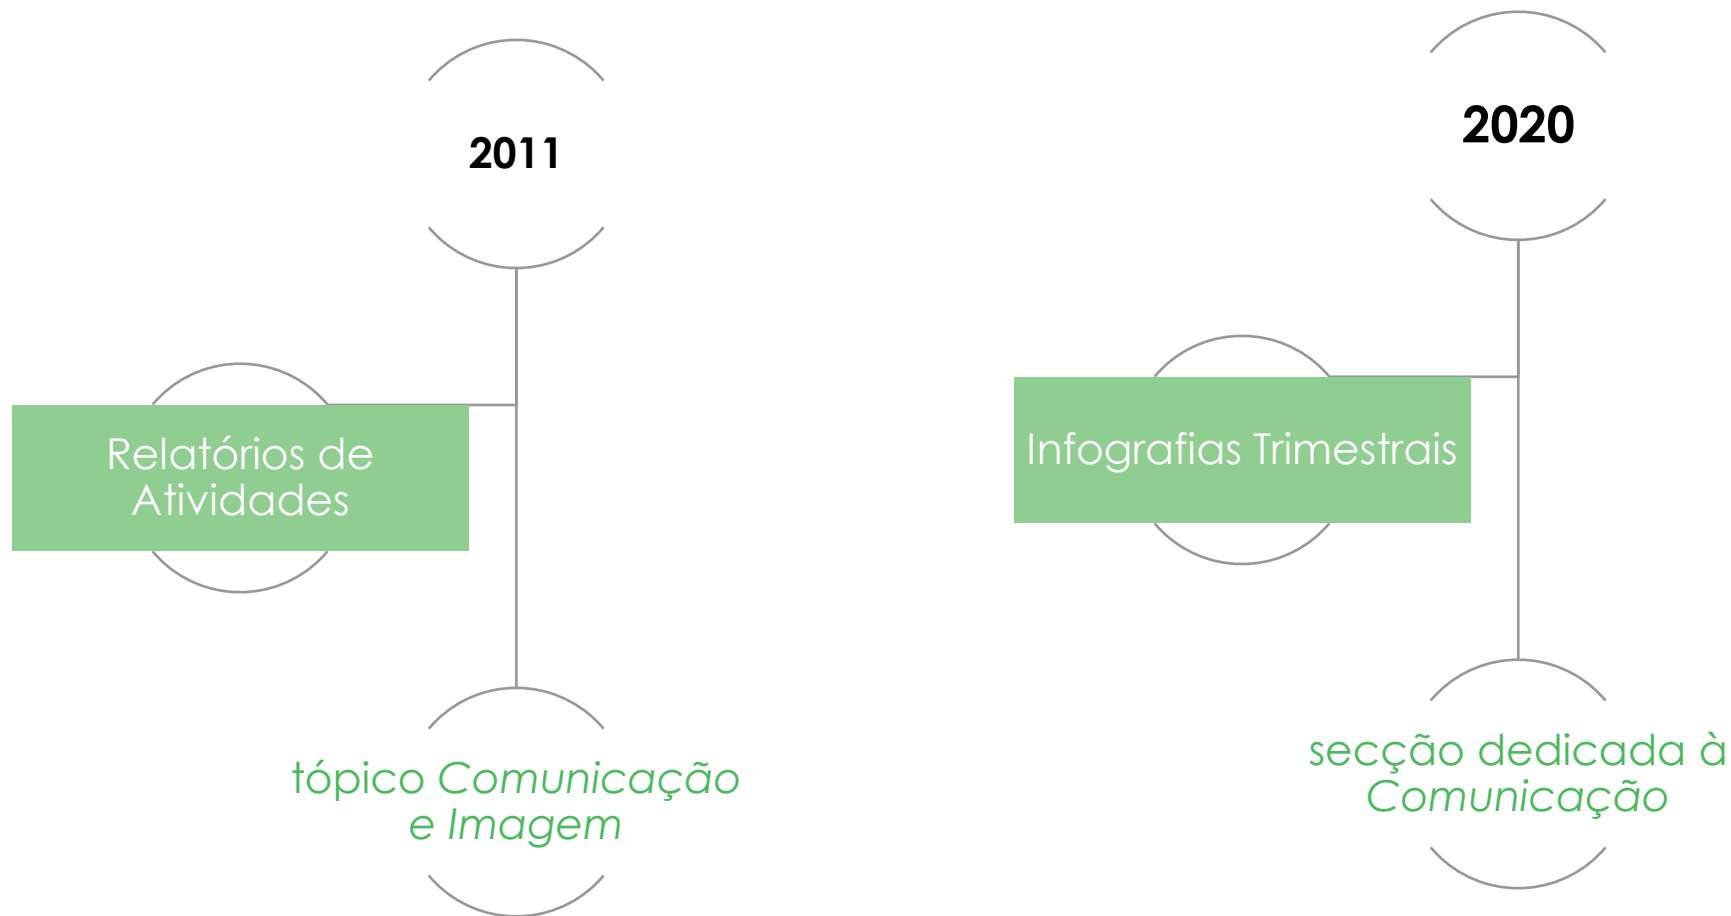 2011
Relatórios de
Atividades
tópico Comunicação
e Imagem
2020
Infografias Trimestrais
secção dedicada à
Comunicação